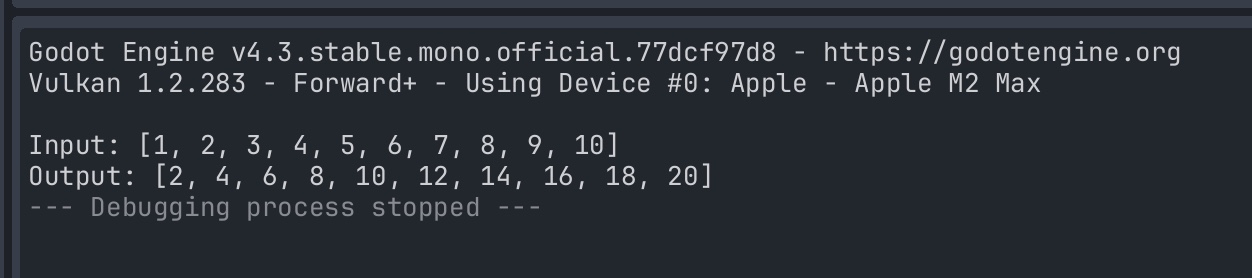 Godot Engine v4.3.stable.mono.official.77dcf97d8 - https://godotengine.org
Vulkan 1.2.283 - Forward+ - Using Device #0: Apple - Apple M2 Max
Input: [1, 2, 3, 4, 5, 6, 7, 8, 9, 10]
Output: [2, 4, 6, 8, 10, 12, 14, 16, 18, 20]
--- Debugging process stopped ---